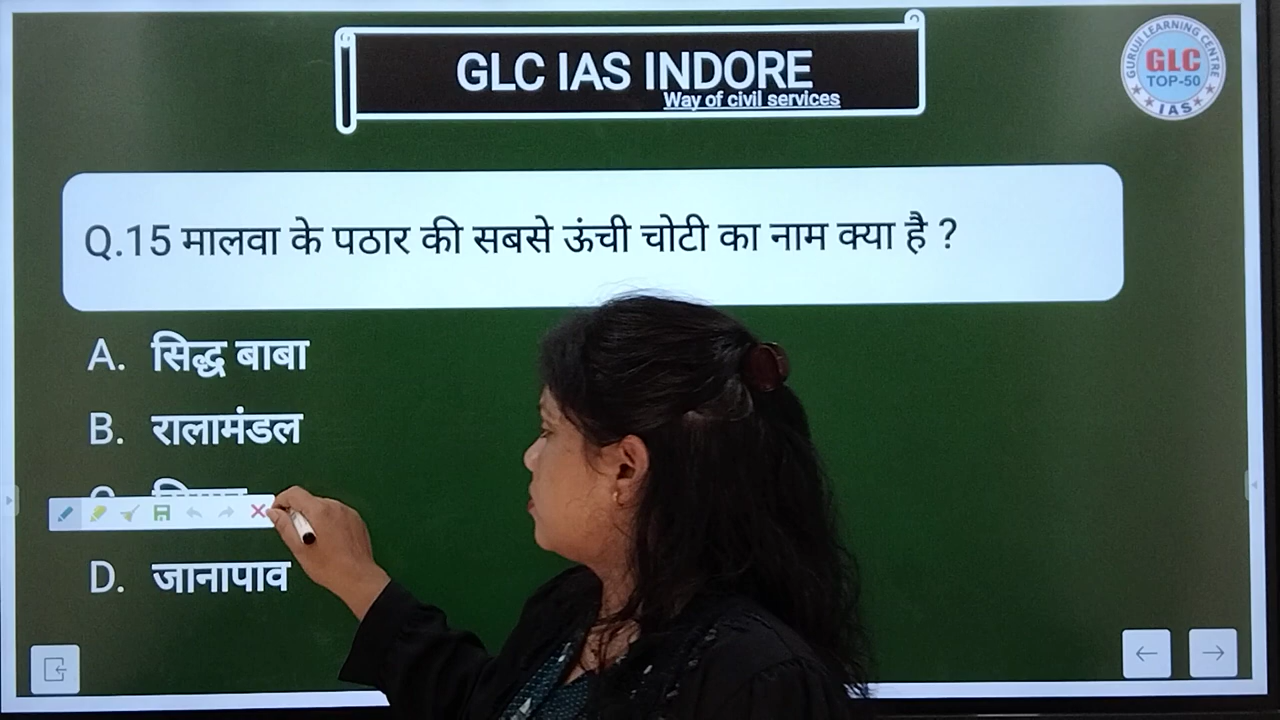 GLC IAS INDORE
Way of civil services
GURUJI LEARNING CENTRE
GLC
TOP-50
IAS
Q.15 मालवा के पठार की सबसे ऊंची चोटी का नाम क्या है ?
A. सिद्ध बाबा
B. रालामंडल
D. जानापाव